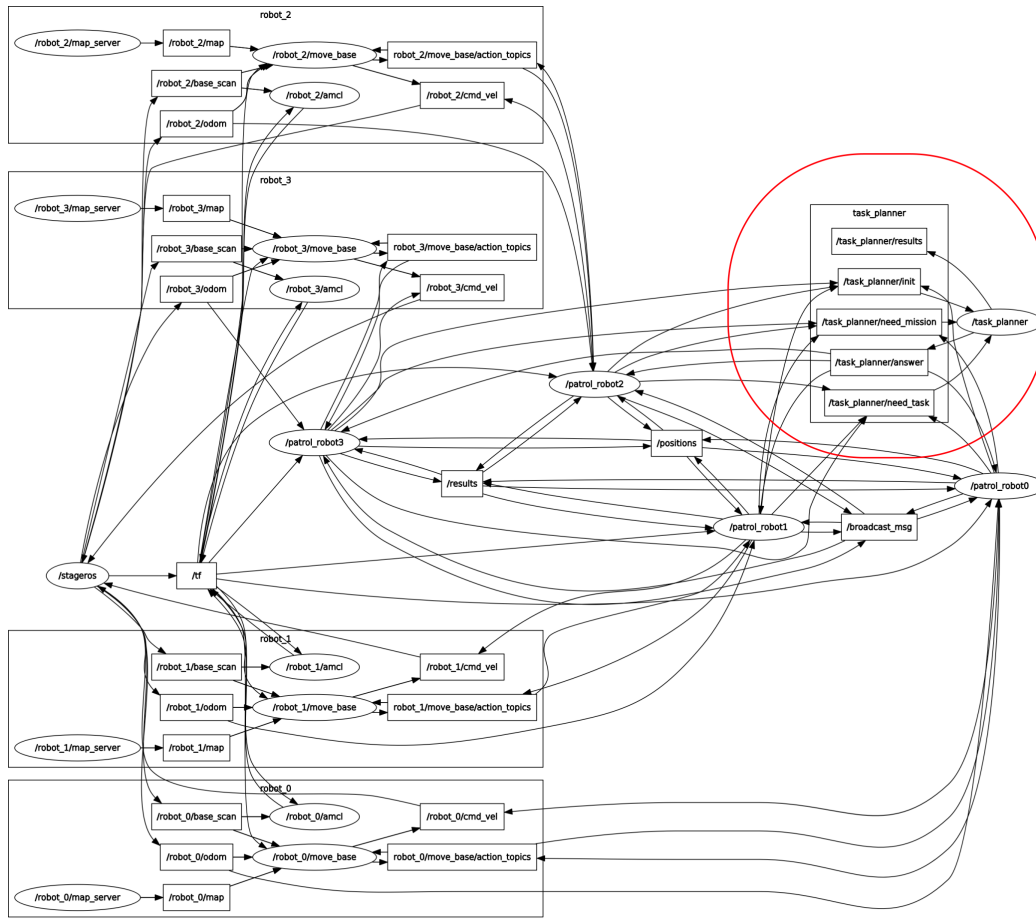 robot_2
/robot_2/map_server
/robot_2/map
/robot_2/move_base
/robot_2/move_base/action_topics
/robot_2/base_scan
/robot_2/amcl
/robot_2/cmd_vel
/robot_2/odom
robot_3
/robot_3/map_server
/robot_3/map
/robot_3/base_scan
/robot_3/move_base
/robot_3/move_base/action_topics
/robot_3/odom
/robot_3/amcl
/robot_3/cmd_vel
task_planner
/task_planner/results
/task_planner/init
/task_planner/need_mission
/task_planner
/task_planner/answer
/task_planner/need_task
/patrol_robot2
/patrol_robot3
/positions
/results
/patrol_robot0
/patrol_robot1
/broadcast_msg
/stageros
/tf
robot_1
/robot_1/base_scan
/robot_1/amcl
/robot_1/cmd_vel
/robot_1/odom
/robot_1/move_base
/robot_1/move_base/action_topics
/robot_1/map_server
/robot_1/map
robot_0
/robot_0/base_scan
/robot_0/amcl
/robot_0/cmd_vel
/robot_0/odom
/robot_0/move_base
/robot_0/move_base/action_topics
/robot_0/map_server
/robot_0/map